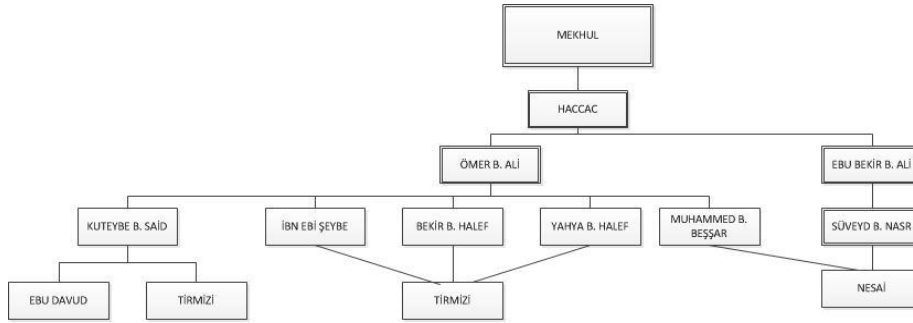 MEKHUL
HACCAC
ÖMER B. ALİ
EBU BEKİR B. ALİ
KUTEYBE B. SAİD
İBN EBİ ŞEYBE
BEKİR B. HALEF
YAHYA B. HALEF
MUHAMMED B.
BEŞŞAR
SÜVEYD B. NASR
EBU DAVUD
TİRMİZİ
TİRMİZİ
NESAİ